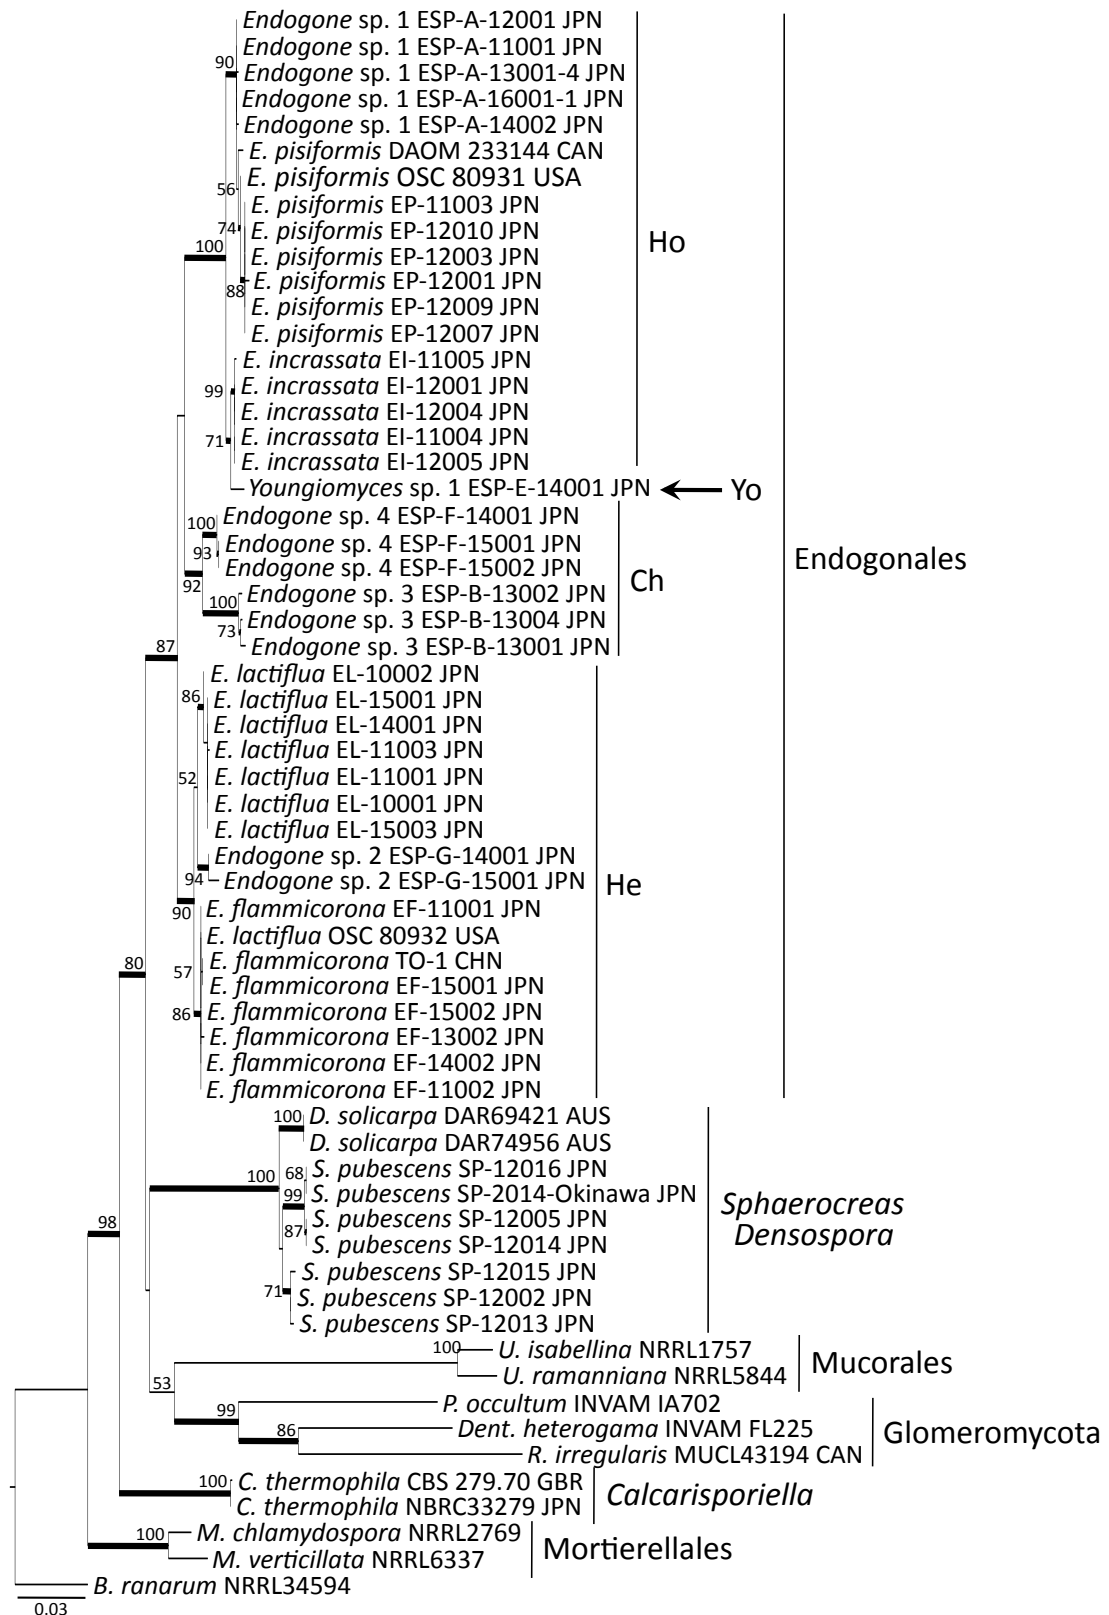 Endogone sp. 1 ESP-A-12001 JPN
Endogone sp. 1 ESP-A-11001 JPN
90
Endogone sp. 1 ESP-A-13001-4 JPN
Endogone sp. 1 ESP-A-16001-1 JPN
Endogone sp. 1 ESP-A-14002 JPN
E. pisiformis DAOM 233144 CAN
56
E. pisiformis OSC 80931 USA
E. pisiformis EP-11003 JPN
74
E. pisiformis EP-12010 JPN
Ho
100
E. pisiformis EP-12003 JPN
E. pisiformis EP-12001 JPN
88
E. pisiformis EP-12009 JPN
E. pisiformis EP-12007 JPN
E. incrassata EI-11005 JPN
99
E. incrassata EI-12001 JPN
E. incrassata EI-12004 JPN
71
E. incrassata EI-11004 JPN
E. incrassata EI-12005 JPN
Youngiomyces sp. 1 ESP-E-14001 JPN
Yo
100
Endogone sp. 4 ESP-F-14001 JPN
93
Endogone sp. 4 ESP-F-15001 JPN
Endogone sp. 4 ESP-F-15002 JPN
Endogonales
92
Ch
100
Endogone sp. 3 ESP-B-13002 JPN
73
Endogone sp. 3 ESP-B-13004 JPN
Endogone sp. 3 ESP-B-13001 JPN
87
E. lactiflua EL-10002 JPN
86
E. lactiflua EL-15001 JPN
E. lactiflua EL-14001 JPN
E. lactiflua EL-11003 JPN
52
E. lactiflua EL-11001 JPN
E. lactiflua EL-10001 JPN
E. lactiflua EL-15003 JPN
Endogone sp. 2 ESP-G-14001 JPN
94
Endogone sp. 2 ESP-G-15001 JPN
He
90
E. flammicorona EF-11001 JPN
E. lactiflua OSC 80932 USA
80
57
E. flammicorona TO-1 CHN
E. flammicorona EF-15001 JPN
86
E. flammicorona EF-15002 JPN
E. flammicorona EF-13002 JPN
E. flammicorona EF-14002 JPN
E. flammicorona EF-11002 JPN
100
D. solicarpa DAR69421 AUS
D. solicarpa DAR74956 AUS
100
68
S. pubescens SP-12016 JPN
99
S. pubescens SP-2014-Okinawa JPN
Sphaerocreas
Densospora
98
S. pubescens SP-12005 JPN
87
S. pubescens SP-12014 JPN
S. pubescens SP-12015 JPN
71
S. pubescens SP-12002 JPN
S. pubescens SP-12013 JPN
100
U. isabellina NRRL1757
Mucorales
U. ramanniana NRRL5844
53
P. occultum INVAM IA702
99
86
Dent. heterogama INVAM FL225
Glomeromycota
R. irregularis MUCL43194 CAN
100
C. thermophila CBS 279.70 GBR
Calcarisporiella
C. thermophila NBRC33279 JPN
100
M. chlamydospora NRRL2769
Mortierellales
M. verticillata NRRL6337
B. ranarum NRRL34594
0.03